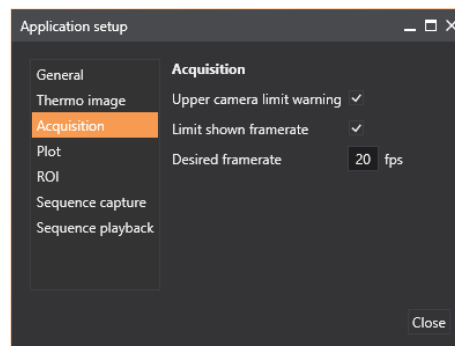 Application setup
General
Thermo image
Acquisition
Plot
ROI
Sequence capture
Sequence playback
Acquisition
Upper camera limit warning
Limit shown framerate
Desired framerate 20 fps
Close